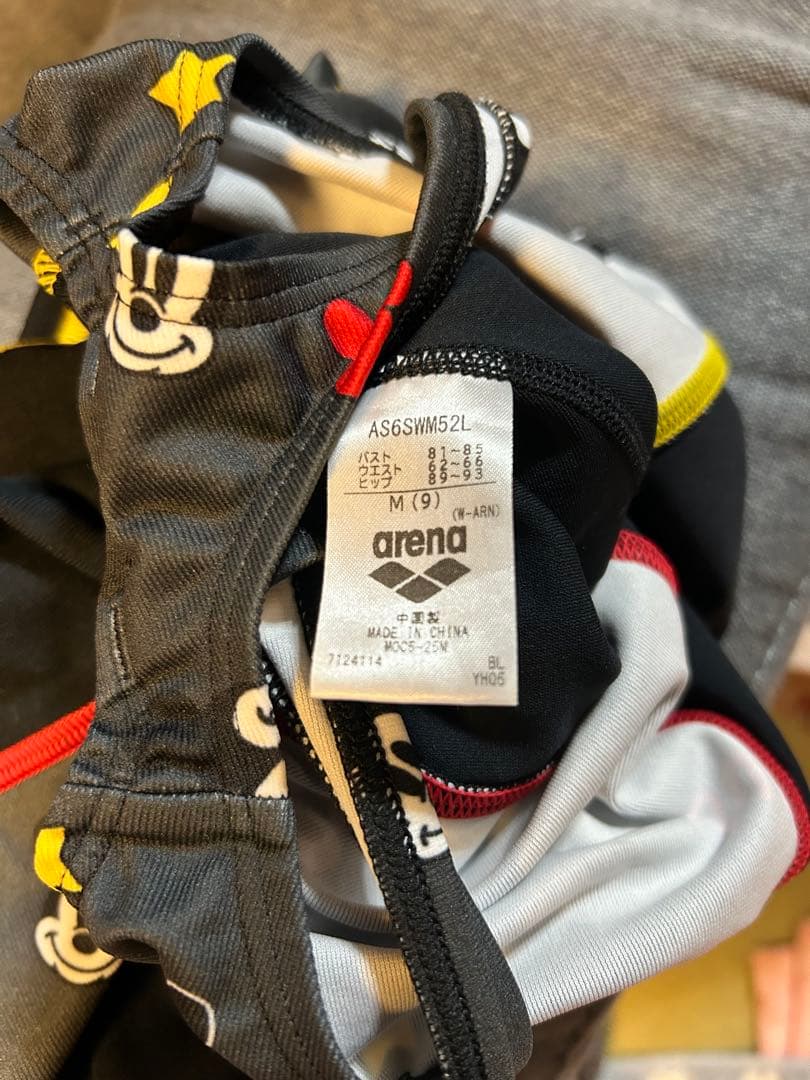 AS6SWM52L
バスト 81~85
ウエスト 62~66
ヒップ 89~93
M(9)
(W-ARN)
arena
中国製
MADE IN CHINA
MOC5-25M
7124114 BL
YH06